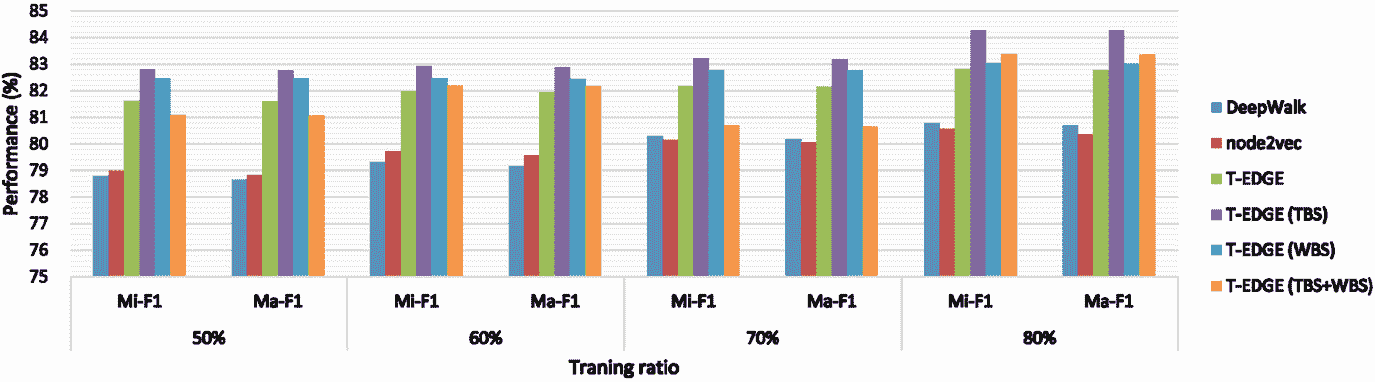 85
84
83
82
81
80
79
78
77
76
75
Performance (%)
Mi-F1 Ma-F1 Mi-F1 Ma-F1 Mi-F1 Ma-F1 Mi-F1 Ma-F1
50% 60% 70% 80%
Traning ratio
DeepWalk
node2vec
T-EDGE
T-EDGE (TBS)
T-EDGE (WBS)
T-EDGE (TBS+WBS)